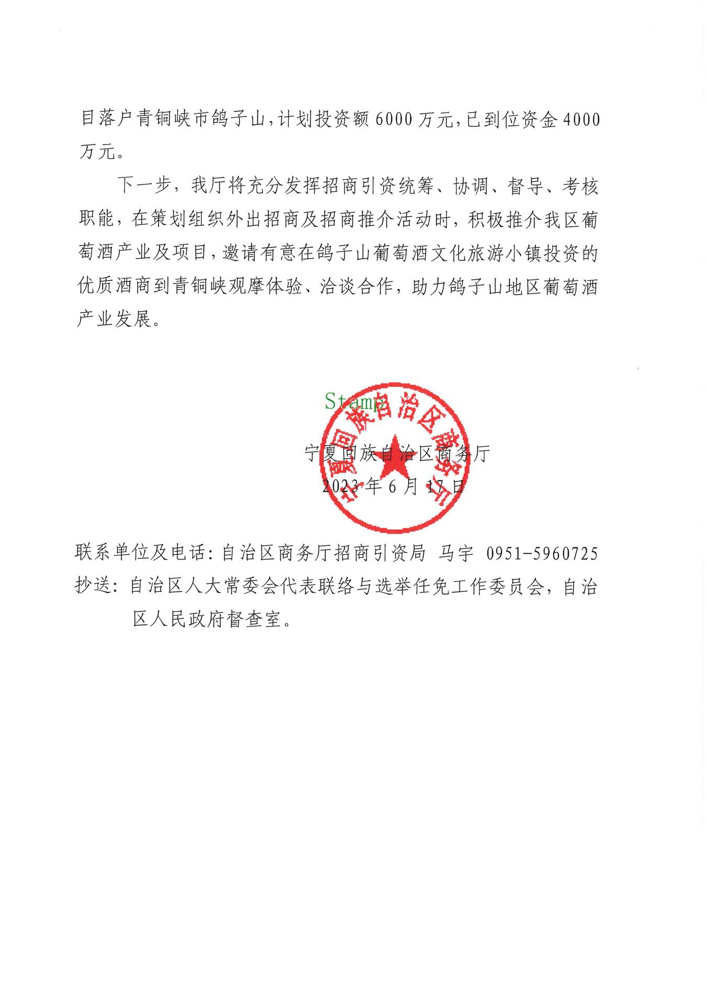 目落户青铜峡市鸽子山,计划投资额6000万元,已到位资金4000
万元。
下一步，我厅将充分发挥招商引资统筹、协调、督导、考核
职能，在策划组织外出招商及招商推介活动时，积极推介我区葡
萄酒产业及项目,邀请有意在鸽子山葡萄酒文化旅游小镇投资的
优质酒商到青铜峡观摩体验、洽谈合作，助力鸽子山地区葡萄酒
产业发展。
Stamp
宁夏回族自治区商务厅
宁夏回族自治区商务厅
2023年6月17日
联系单位及电话：自治区商务厅招商引资局 马宇 0951-5960725
抄送：自治区人大常委会代表联络与选举任免工作委员会，自治
区人民政府督查室。